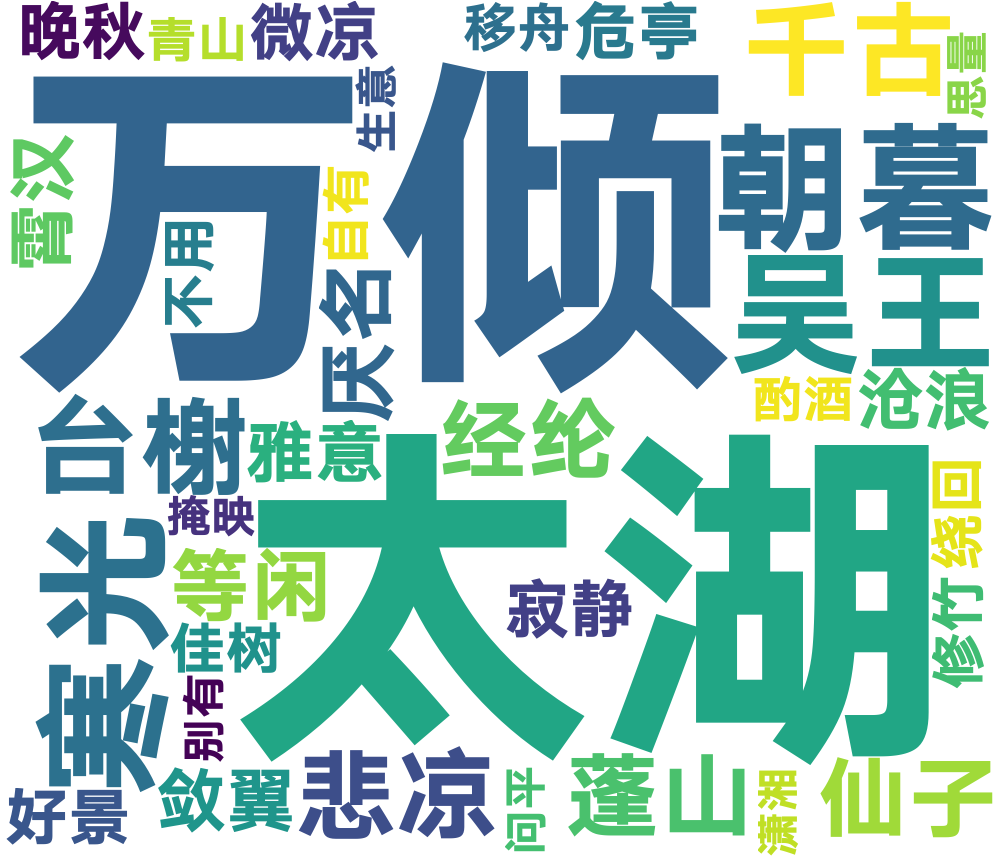 晚秋
青山
微凉
移舟
危亭
千古
思量
万倾
生意
霄汉
不用
自有
朝暮
吴王
厌名
台榭
雅意
经纶
酌酒
沧浪
太湖
掩映
寒光
等闲
寂静
绕回
修竹
佳树
别有
好景
敛翼
悲凉
问平
蓬山
潇湘
仙子